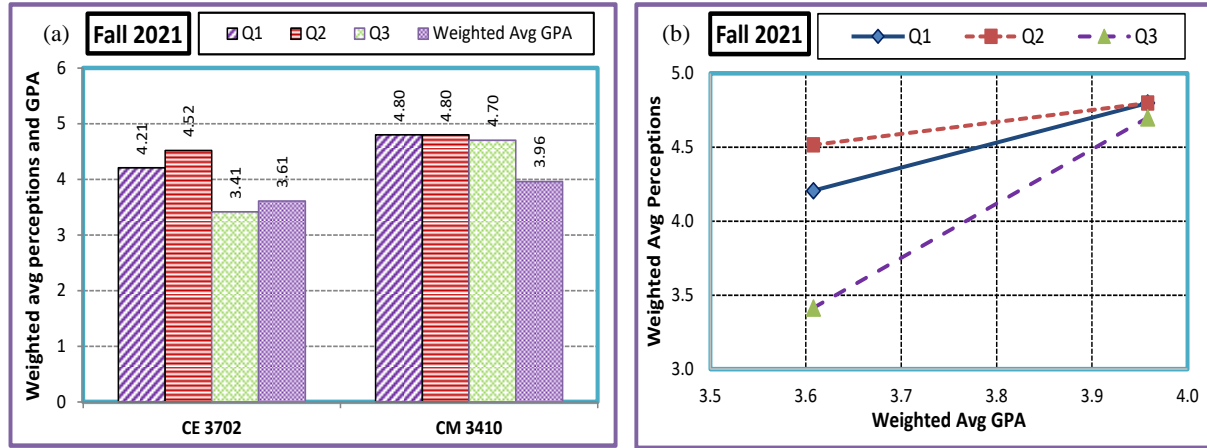 (a) Fall 2021 Q1 Q2 Q3 Weighted Avg GPA
Weighted avg perceptions and GPA
6
5
4
3
2
1
0
4.21
4.52
3.41
3.61
4.80
4.80
4.70
3.96
CE 3702 CM 3410
(b) Fall 2021 Q1 Q2 Q3
Weighted Avg Perceptions
5.0
4.5
4.0
3.5
3.0
3.5 3.6 3.7 3.8 3.9 4.0
Weighted Avg GPA